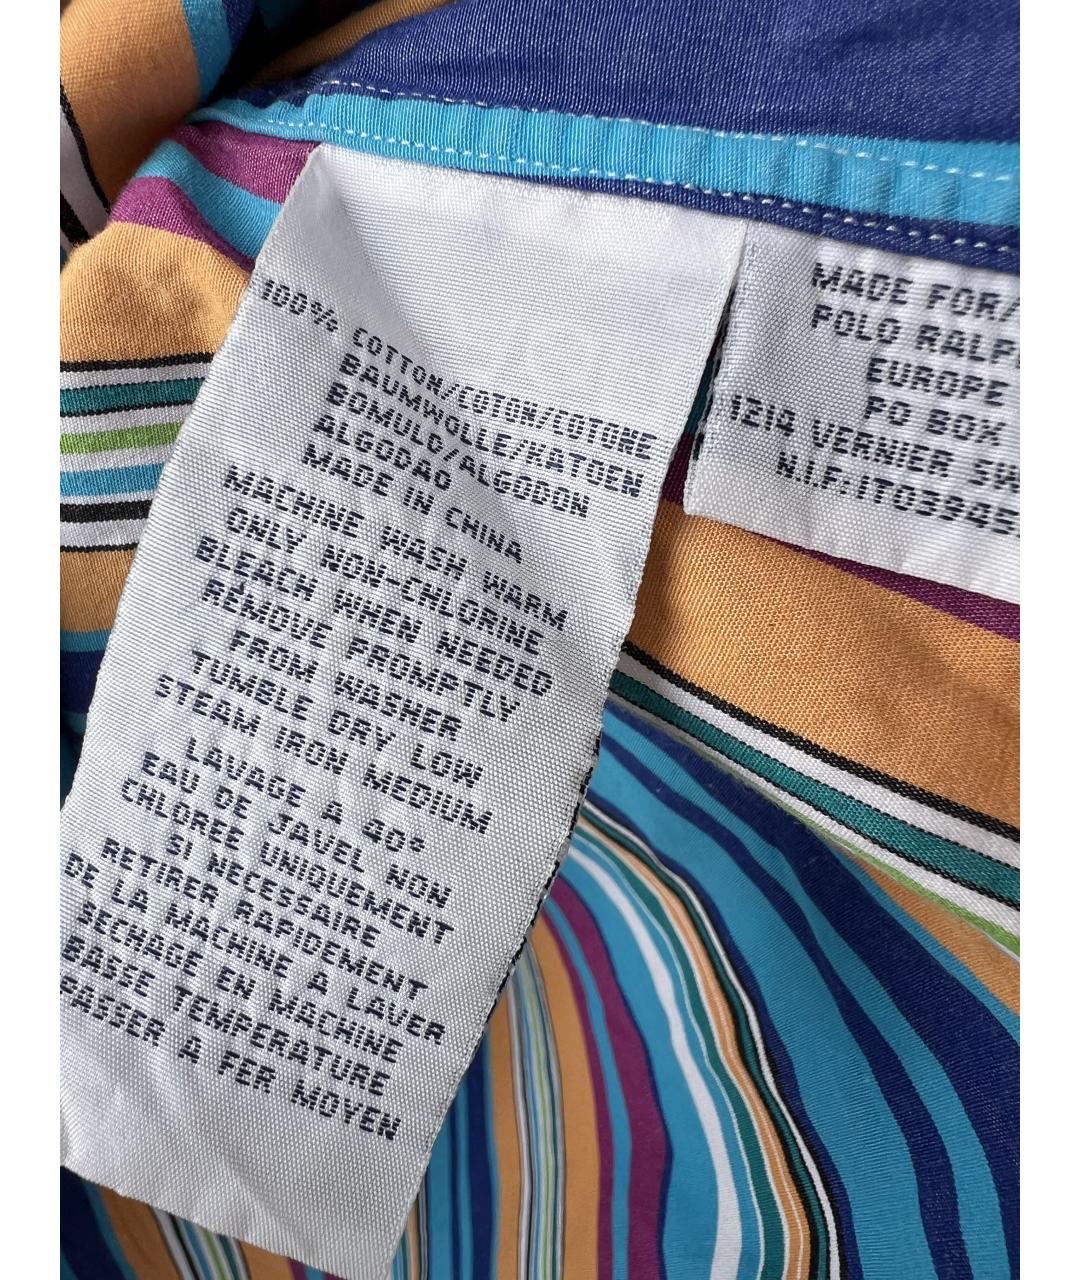 100% COTTON/COTON/COTONE
BAUMWOLLE/KATOEN
BOMULD/ALGODON
ALGODAO
MADE IN CHINA
MACHINE WASH WARM
ONLY NON-CHLORINE
BLEACH WHEN NEEDED
REMOVE PROMPTLY
FROM WASHER
TUMBLE DRY LOW
STEAM IRON MEDIUM
LAVAGE A 40°
EAU DE JAVEL NON
CHLOREE UNIQUEMENT
SI NECESSAIRE
RETIRER RAPIDEMENT
DE LA MACHINE A LAVER
SECHAGE EN MACHINE
BASSE TEMPERATURE
PASSER A FER MOYEN
MADE FOR/
POLO RALP
EUROPE
PO BOX
1214 VERNIER SW
N.I.F:IT03945